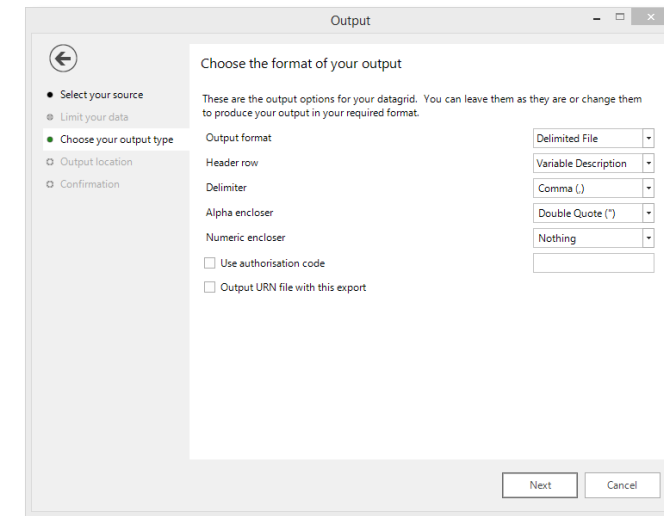 Output
Choose the format of your output
Select your source
Limit your data
Choose your output type
Output location
Confirmation
These are the output options for your datagrid. You can leave them as they are or change them
to produce your output in your required format.
Output format Delimited File
Header row Variable Description
Delimiter Comma (,)
Alpha encloser Double Quote (")
Numeric encloser Nothing
Use authorisation code
Output URN file with this export
Next Cancel